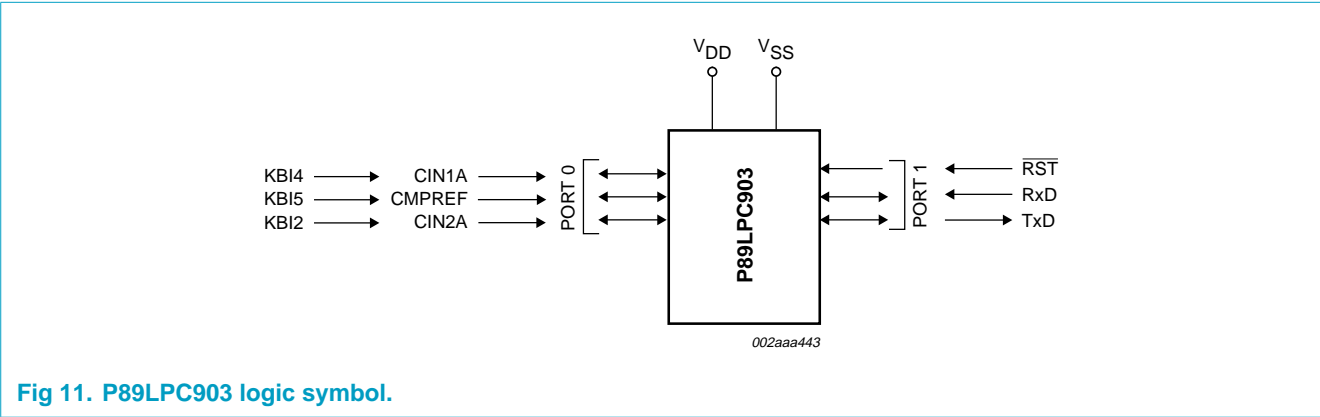 VDD VSS
KBI4 CIN1A
KBI5 CMPREF
KBI2 CIN2A
PORT 0
P89LPC903
PORT 1
RST
RxD
TxD
002aaa443
Fig 11. P89LPC903 logic symbol.